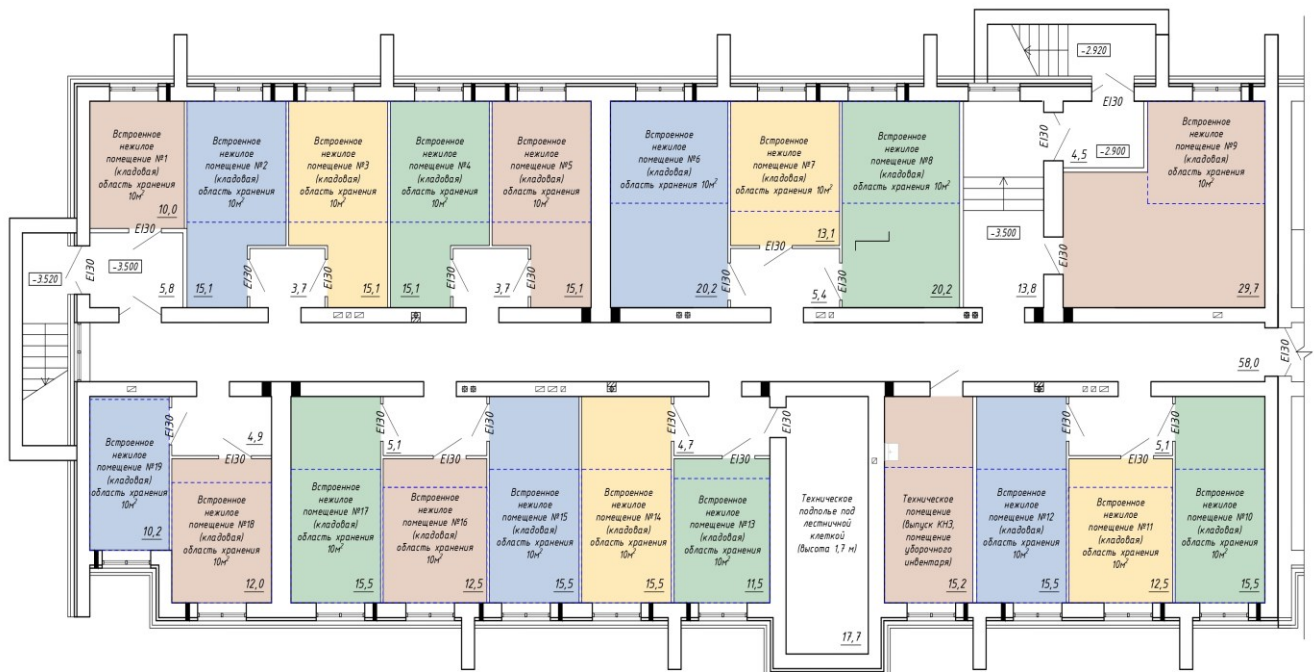 -2.920
EI30
Встроенное
нежилое
помещение №1
(кладовая)
область хранения
10м²
10,0
Встроенное
нежилое
помещение №2
(кладовая)
область хранения
10м²
15,1
Встроенное
нежилое
помещение №3
(кладовая)
область хранения
10м²
15,1
Встроенное
нежилое
помещение №4
(кладовая)
область хранения
10м²
15,1
Встроенное
нежилое
помещение №5
(кладовая)
область хранения
10м²
15,1
Встроенное
нежилое
помещение №6
(кладовая)
область хранения 10м²
20,2
Встроенное
нежилое
помещение №7
(кладовая)
область хранения 10м²
13,1
Встроенное
нежилое
помещение №8
(кладовая)
область хранения 10м²
20,2
EI30
4,5
-2.900
Встроенное
нежилое
помещение №9
(кладовая)
область хранения
10м²
29,7
EI30
EI30
-3.520
EI30
-3.500
5,8
EI30
3,7
EI30
EI30
3,7
EI30
EI30
EI30
5,4
EI30
-3.500
13,8
EI30
58,0
EI30
Встроенное
нежилое
помещение №19
(кладовая)
область хранения
10м²
10,2
EI30
4,9
EI30
Встроенное
нежилое
помещение №18
(кладовая)
область хранения
10м²
12,0
Встроенное
нежилое
помещение №17
(кладовая)
область хранения
10м²
15,5
EI30
5,1
EI30
EI30
Встроенное
нежилое
помещение №16
(кладовая)
область хранения
10м²
12,5
Встроенное
нежилое
помещение №15
(кладовая)
область хранения
10м²
15,5
Встроенное
нежилое
помещение №14
(кладовая)
область хранения
10м²
15,5
EI30
4,7
EI30
EI30
Встроенное
нежилое
помещение №13
(кладовая)
область хранения
10м²
11,5
Техническое
подполье под
лестничной
клеткой
(высота 1,7 м)
17,7
Техническое
помещение
(выпуск КН3,
помещение
уборочного
инвентаря)
15,2
Встроенное
нежилое
помещение №12
(кладовая)
область хранения
10м²
15,5
EI30
5,1
EI30
EI30
Встроенное
нежилое
помещение №11
(кладовая)
область хранения
10м²
12,5
Встроенное
нежилое
помещение №10
(кладовая)
область хранения
10м²
15,5